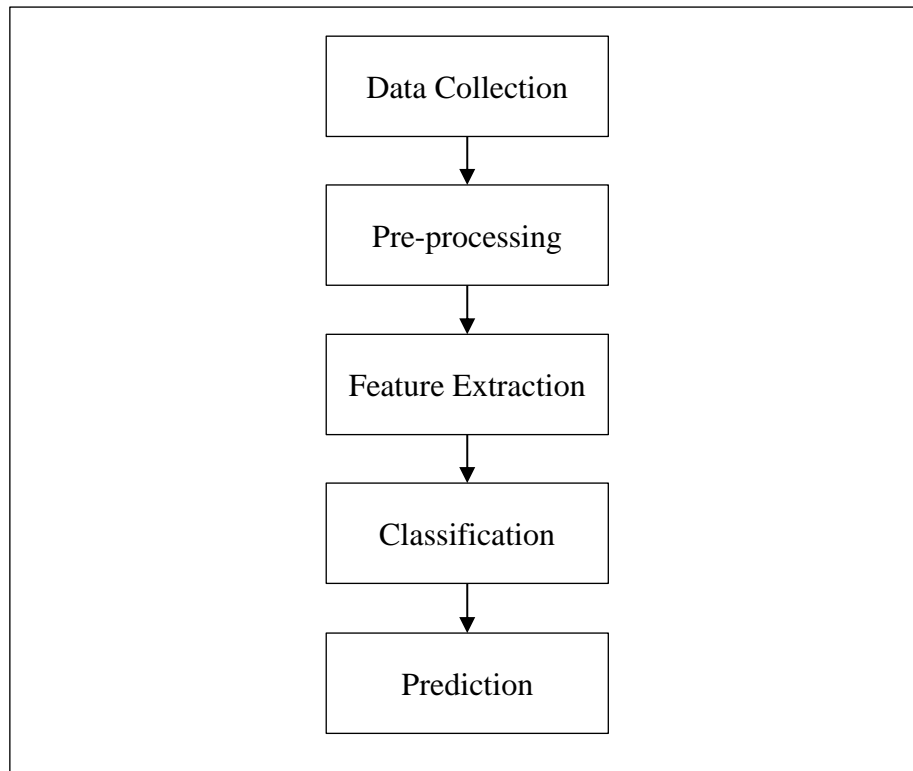 Data Collection
Pre-processing
Feature Extraction
Classification
Prediction